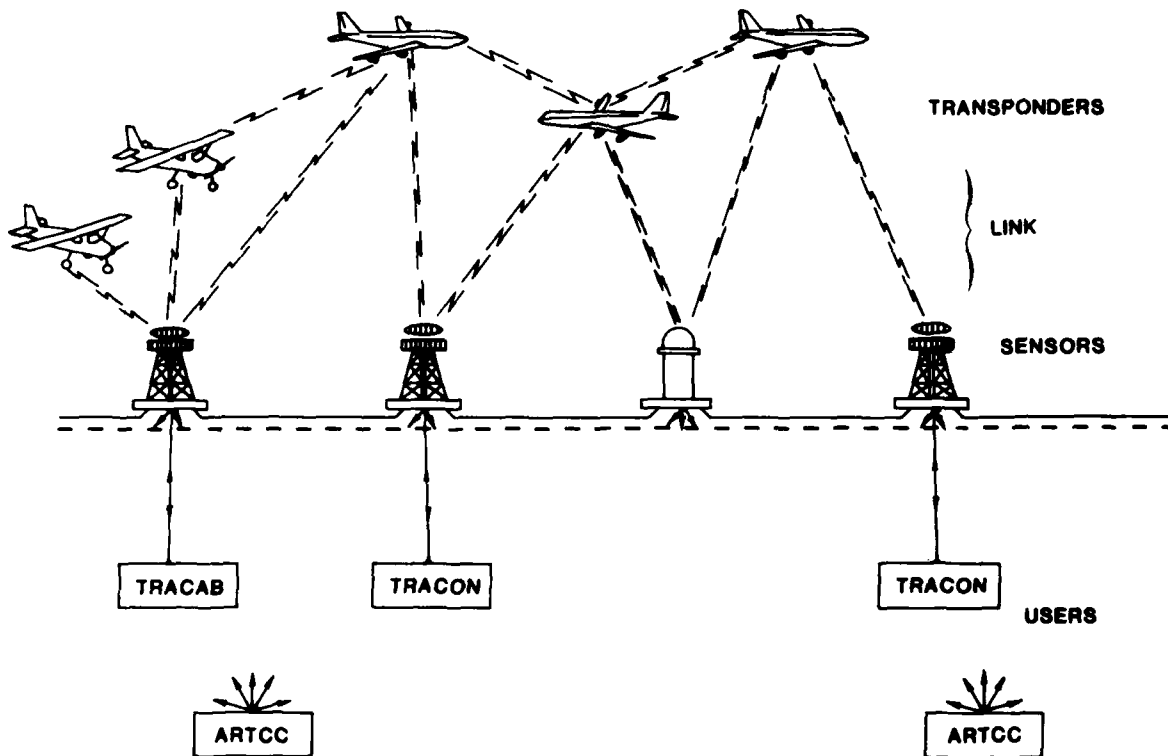 TRANSPONDERS
LINK
SENSORS
TRACAB
TRACON
TRACON
USERS
ARTCC
ARTCC